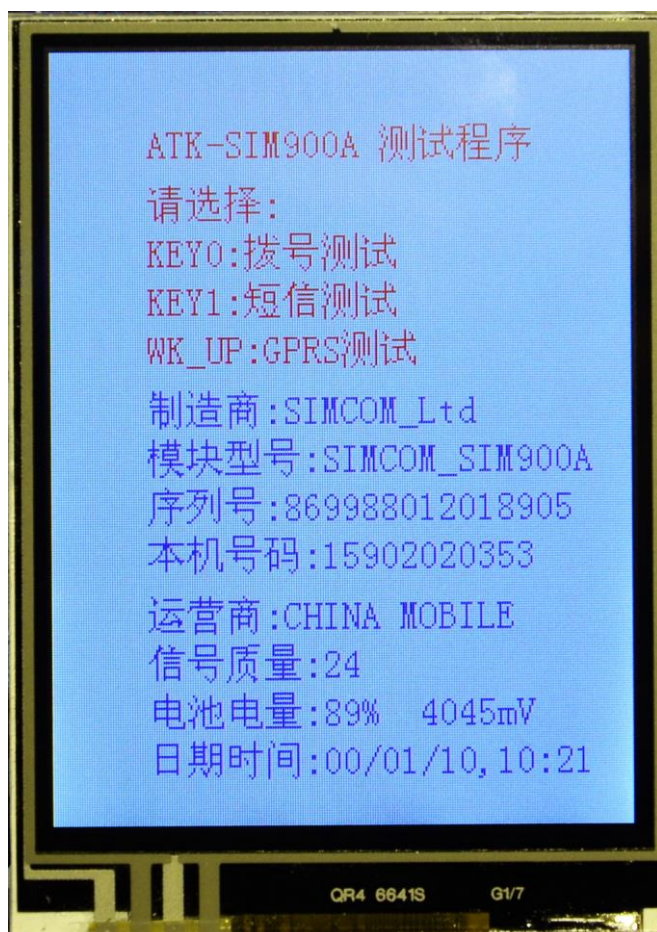 ATK-SIM900A 测试程序
请选择:
KEY0:拨号测试
KEY1:短信测试
WK_UP:GPRS测试
制造商:SIMCOM_Ltd
模块型号:SIMCOM_SIM900A
序列号:869988012018905
本机号码:15902020353
运营商:CHINA MOBILE
信号质量:24
电池电量:89%  4045mV
日期时间:00/01/10,10:21
QR4 6641S G1/7